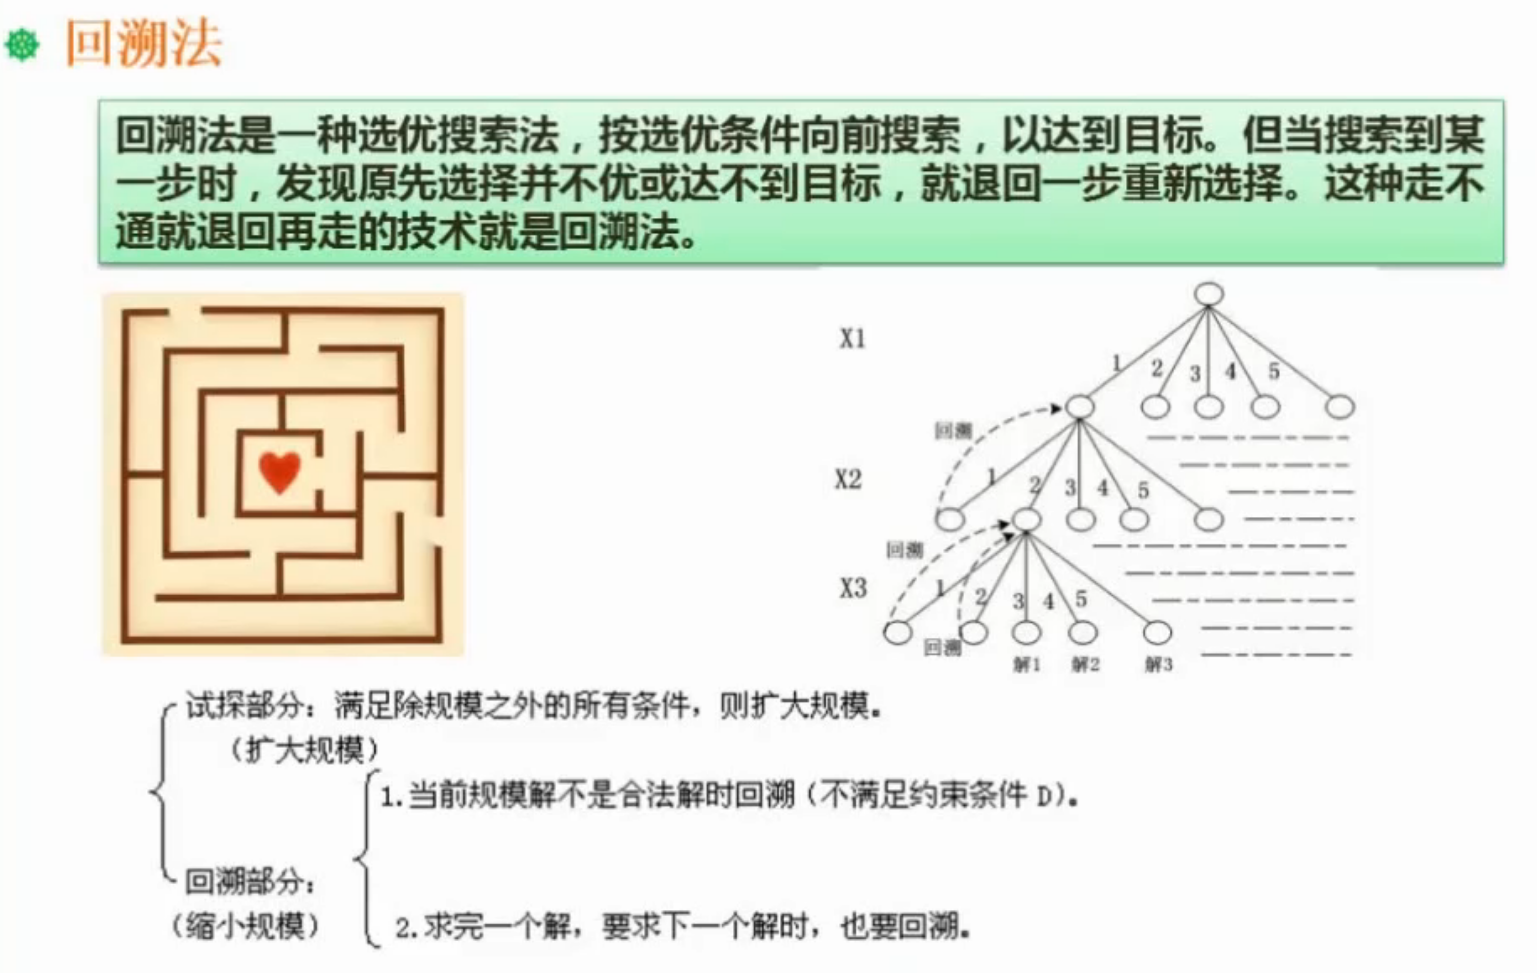 回溯法
回溯法是一种选优搜索法，按选优条件向前搜索，以达到目标。但当搜索到某
一步时，发现原先选择并不优或达不到目标，就退回一步重新选择。这种走不
通就退回再走的技术就是回溯法。
X1
1 2 3 4 5
回溯
X2
1 2 3 4 5
回溯
X3
1 2 3 4 5
回溯
解1 解2 解3
试探部分：满足除规模之外的所有条件，则扩大规模。
（扩大规模）
1.当前规模解不是合法解时回溯（不满足约束条件 D）。
回溯部分：
（缩小规模）
2.求完一个解，要求下一个解时，也要回溯。